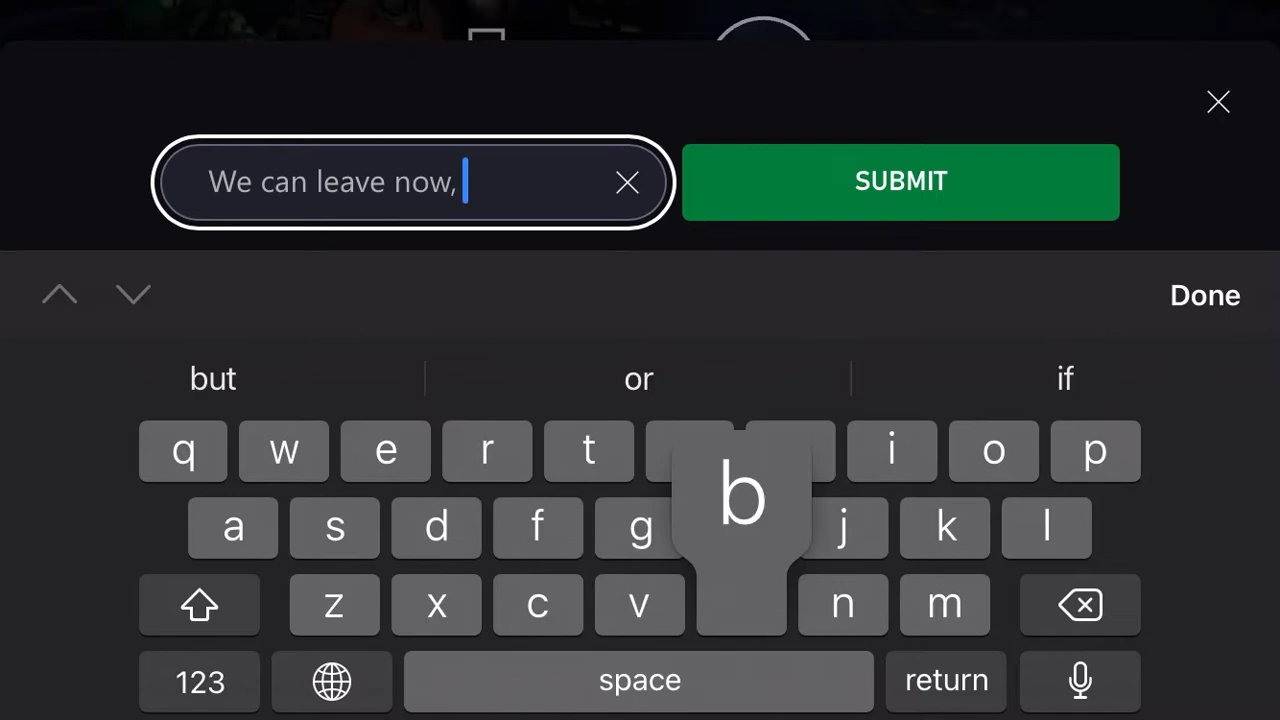 We can leave now,
SUBMIT
Done
but
or
if
q w e r t i o p
b
a s d f g j k l
z x c v n m
123
space
return